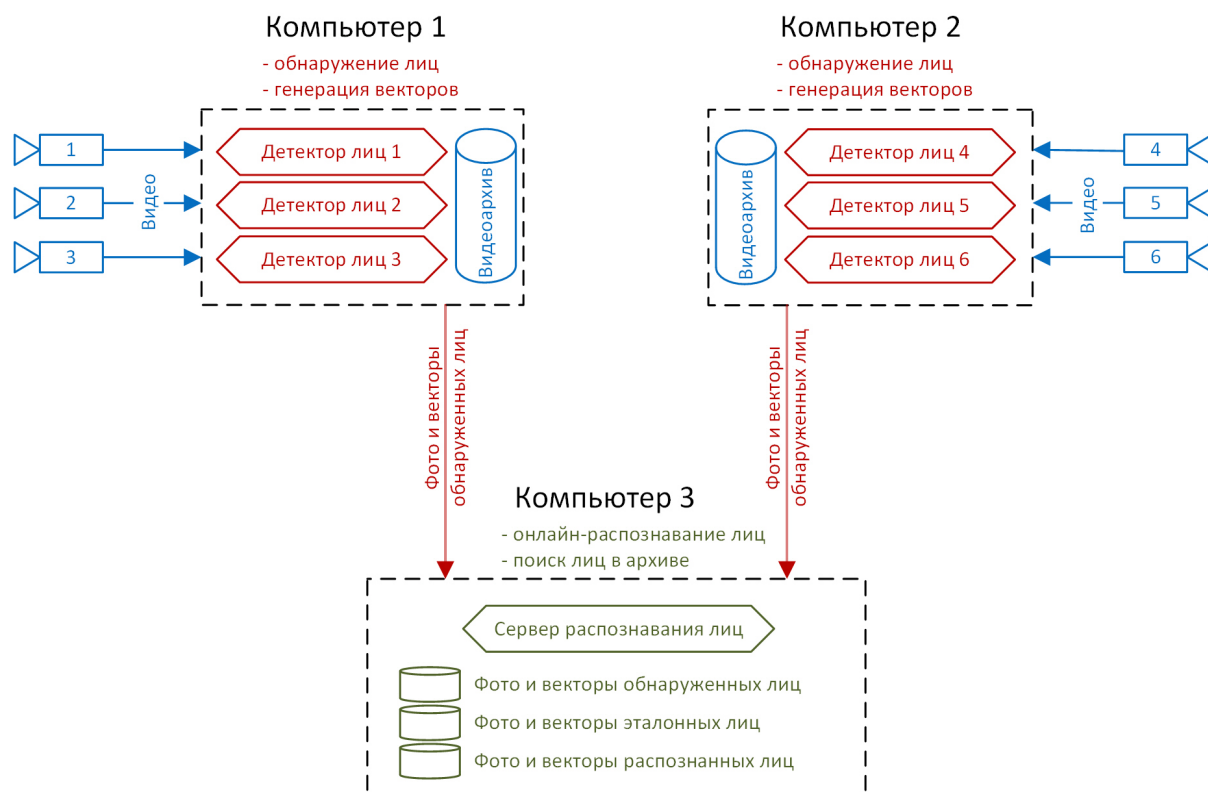 Компьютер 1
- обнаружение лиц
- генерация векторов
1
2
3
Видео
Детектор лиц 1
Детектор лиц 2
Детектор лиц 3
Видеоархив
Компьютер 2
- обнаружение лиц
- генерация векторов
Видеоархив
Детектор лиц 4
Детектор лиц 5
Детектор лиц 6
Видео
4
5
6
Фото и векторы
обнаруженных лиц
Фото и векторы
обнаруженных лиц
Компьютер 3
- онлайн-распознавание лиц
- поиск лиц в архиве
Сервер распознавания лиц
Фото и векторы обнаруженных лиц
Фото и векторы эталонных лиц
Фото и векторы распознанных лиц